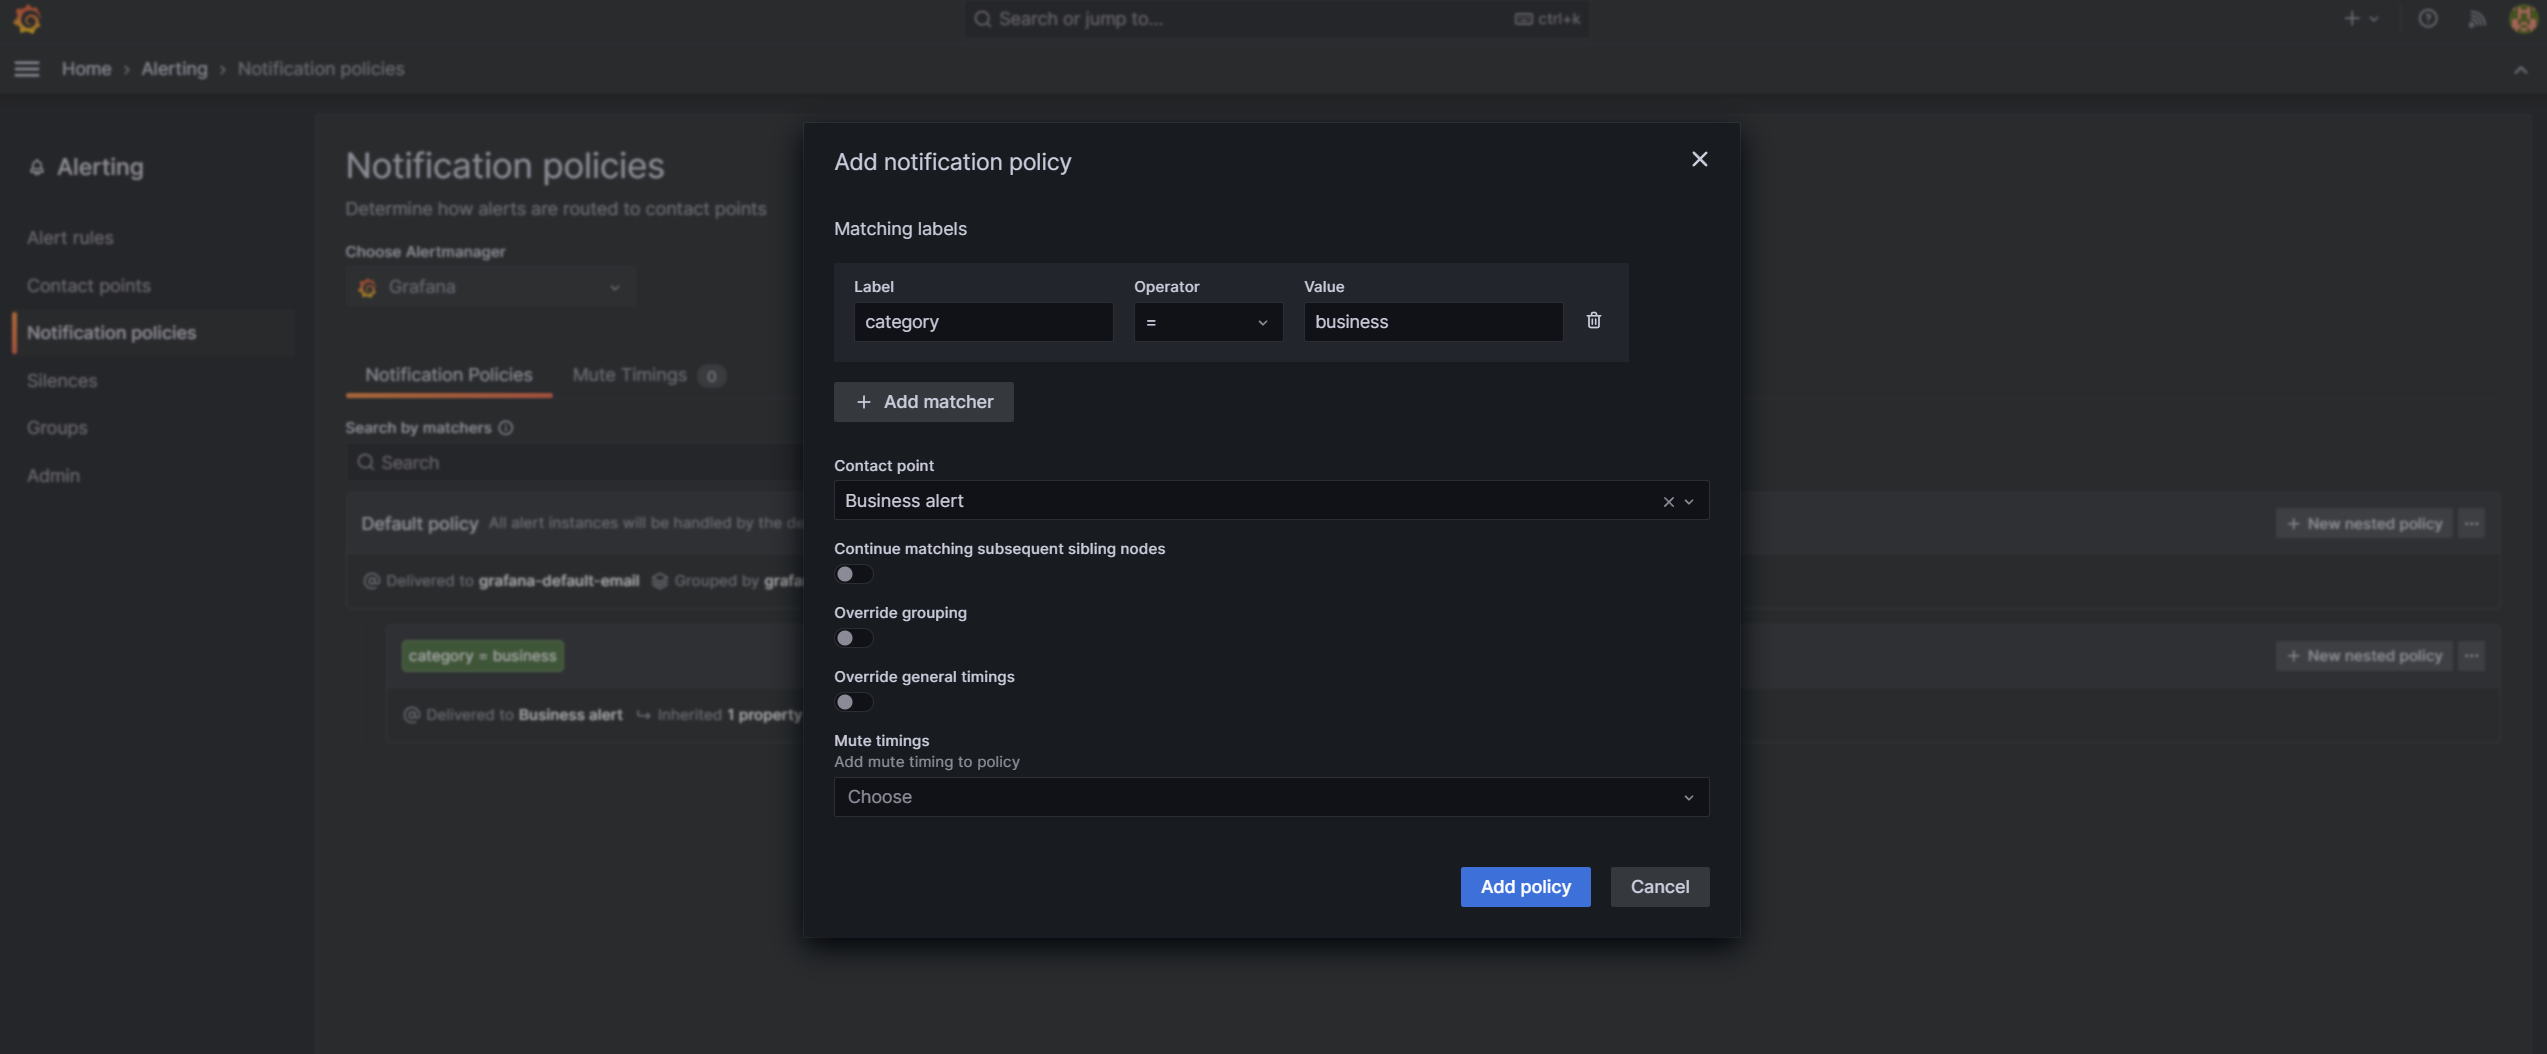 Search or jump to...
ctrl+k
Home › Alerting › Notification policies
Alerting
Alert rules
Contact points
Notification policies
Silences
Groups
Admin
Notification policies
Determine how alerts are routed to contact points
Choose Alertmanager
Grafana
Notification Policies
Mute Timings 0
Search by matchers
Search
Default policy All alert instances will be handled by the
+ New nested policy ...
Delivered to grafana-default-email Grouped by
category = business
+ New nested policy ...
Delivered to Business alert Inherited 1 property
Add notification policy
Matching labels
Label Operator Value
category = business
+ Add matcher
Contact point
Business alert
Continue matching subsequent sibling nodes
Override grouping
Override general timings
Mute timings
Add mute timing to policy
Choose
Add policy Cancel